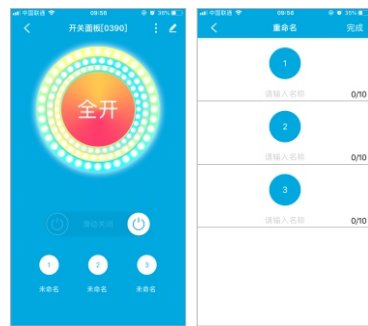 中国联通 09:56 36%
开关面板[0390]
全开
滑动关闭
1 2 3
未命名 未命名 未命名
中国联通 09:56 35%
重命名 完成
1
请输入名称 0/10
2
请输入名称 0/10
3
请输入名称 0/10